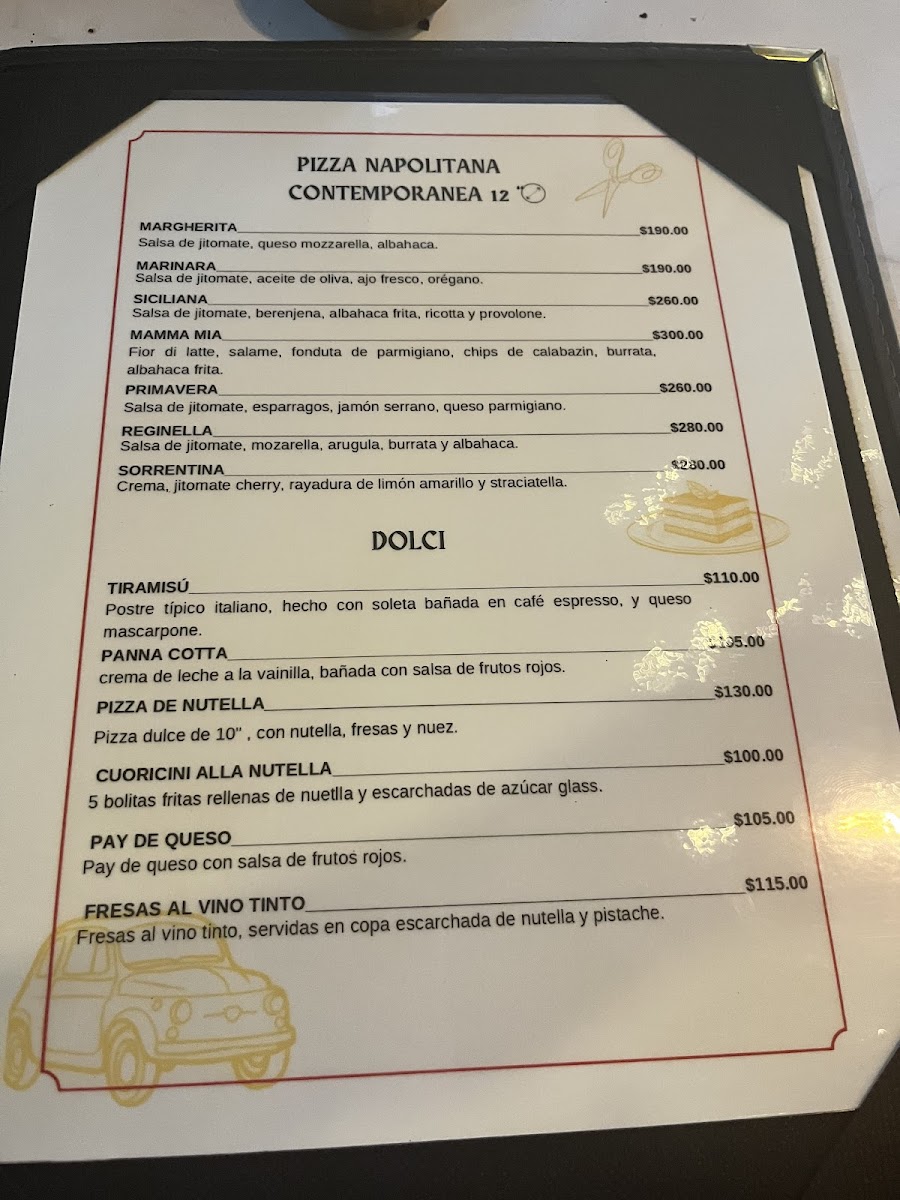 PIZZA NAPOLITANA
CONTEMPORANEA 12"
MARGHERITA $190.00
Salsa de jitomate, queso mozzarella, albahaca.
MARINARA $190.00
Salsa de jitomate, aceite de oliva, ajo fresco, orégano.
SICILIANA $260.00
Salsa de jitomate, berenjena, albahaca frita, ricotta y provolone.
MAMMA MIA $300.00
Fior di latte, salame, fonduta de parmigiano, chips de calabazin, burrata,
albahaca frita.
PRIMAVERA $260.00
Salsa de jitomate, esparragos, jamón serrano, queso parmigiano.
REGINELLA $280.00
Salsa de jitomate, mozarella, arugula, burrata y albahaca.
SORRENTINA $280.00
Crema, jitomate cherry, rayadura de limón amarillo y straciatella.
DOLCI
TIRAMISÚ $110.00
Postre típico italiano, hecho con soleta bañada en café espresso, y queso
mascarpone.
PANNA COTTA
crema de leche a la vainilla, bañada con salsa de frutos rojos.
PIZZA DE NUTELLA $130.00
Pizza dulce de 10" , con nutella, fresas y nuez.
CUORICINI ALLA NUTELLA $100.00
5 bolitas fritas rellenas de nuetlla y escarchadas de azúcar glass.
PAY DE QUESO $105.00
Pay de queso con salsa de frutos rojos.
FRESAS AL VINO TINTO $115.00
Fresas al vino tinto, servidas en copa escarchada de nutella y pistache.